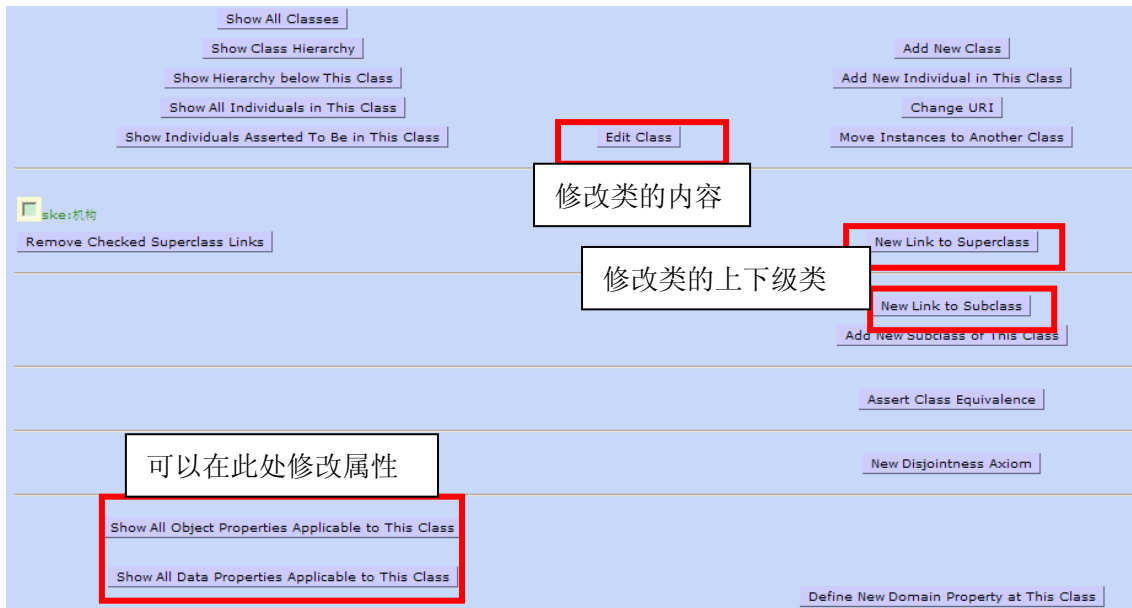 Show All Classes
Show Class Hierarchy
Add New Class
Show Hierarchy below This Class
Add New Individual in This Class
Show All Individuals in This Class
Change URI
Show Individuals Asserted To Be in This Class
Edit Class
Move Instances to Another Class
修改类的内容
ske:机构
Remove Checked Superclass Links
New Link to Superclass
修改类的上下级类
New Link to Subclass
Add New Subclass of This Class
Assert Class Equivalence
可以在此处修改属性
New Disjointness Axiom
Show All Object Properties Applicable to This Class
Show All Data Properties Applicable to This Class
Define New Domain Property at This Class